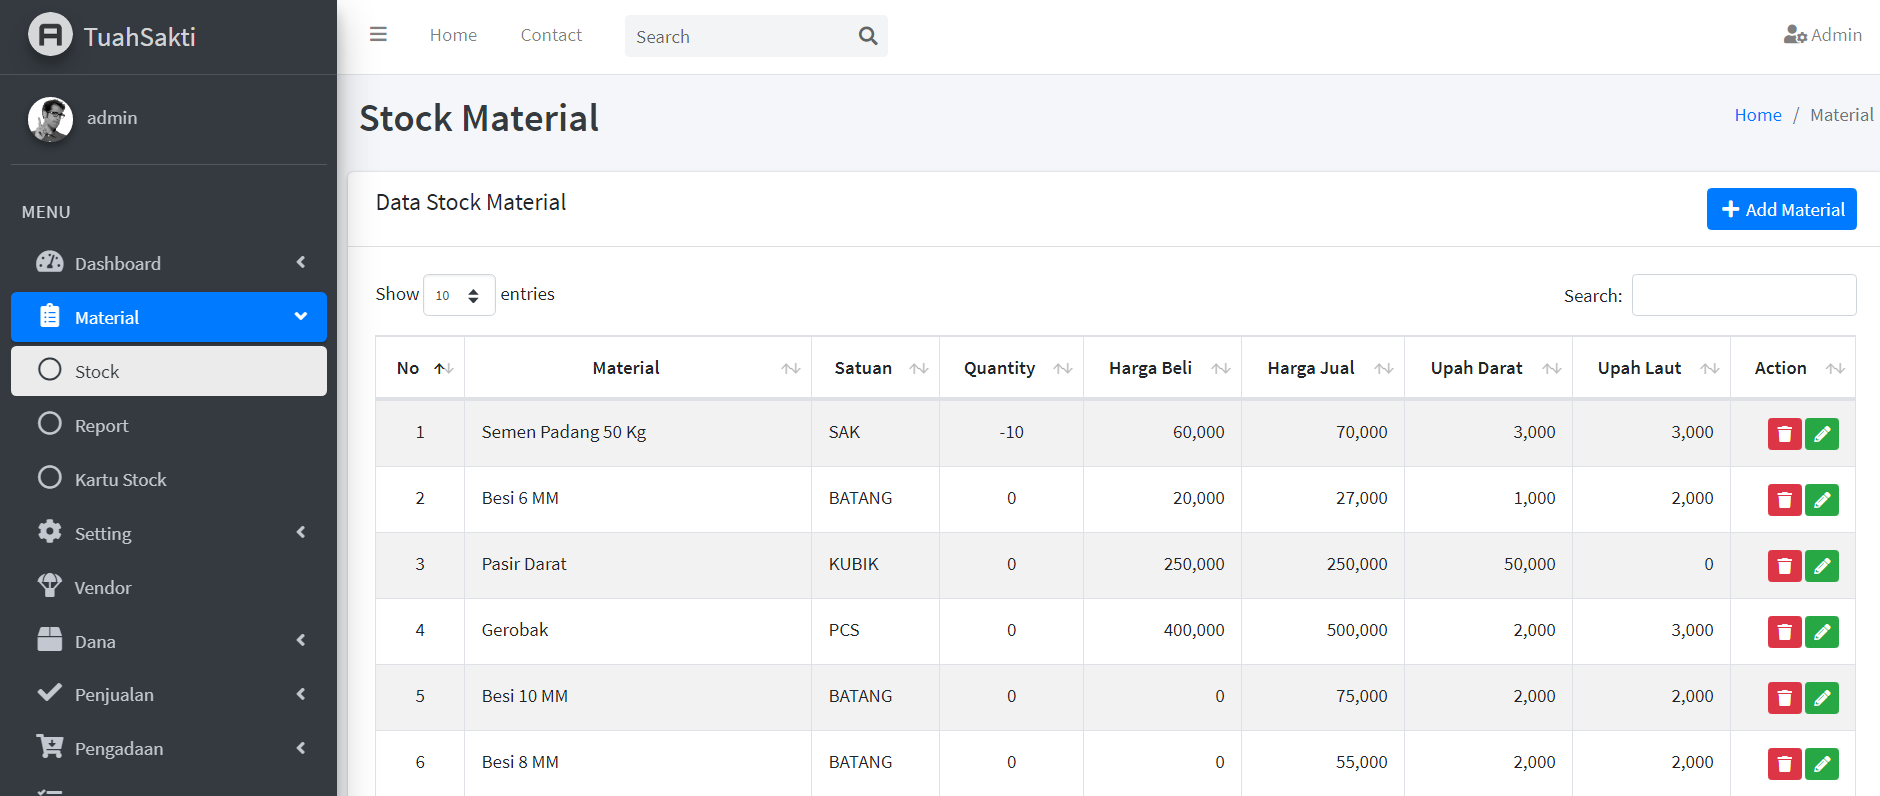 TuahSakti
Home Contact Search Admin
admin
Stock Material
Home / Material
MENU
Dashboard
Material
Stock
Report
Kartu Stock
Setting
Vendor
Dana
Penjualan
Pengadaan
Data Stock Material
Add Material
Show 10 entries
Search:
No Material Satuan Quantity Harga Beli Harga Jual Upah Darat Upah Laut Action
1 Semen Padang 50 Kg SAK -10 60,000 70,000 3,000 3,000
2 Besi 6 MM BATANG 0 20,000 27,000 1,000 2,000
3 Pasir Darat KUBIK 0 250,000 250,000 50,000 0
4 Gerobak PCS 0 400,000 500,000 2,000 3,000
5 Besi 10 MM BATANG 0 0 75,000 2,000 2,000
6 Besi 8 MM BATANG 0 0 55,000 2,000 2,000